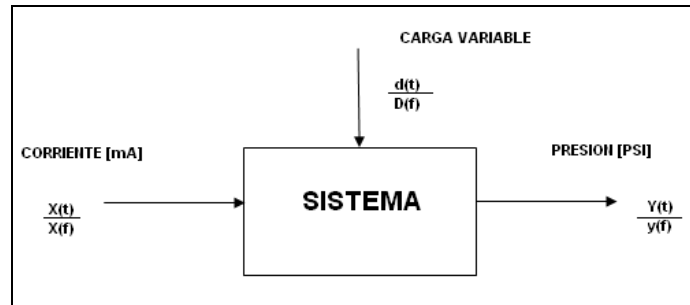 CARGA VARIABLE
d(t)
D(f)
CORRIENTE [mA]
PRESION [PSI]
SISTEMA
X(t)
X(f)
Y(t)
y(f)